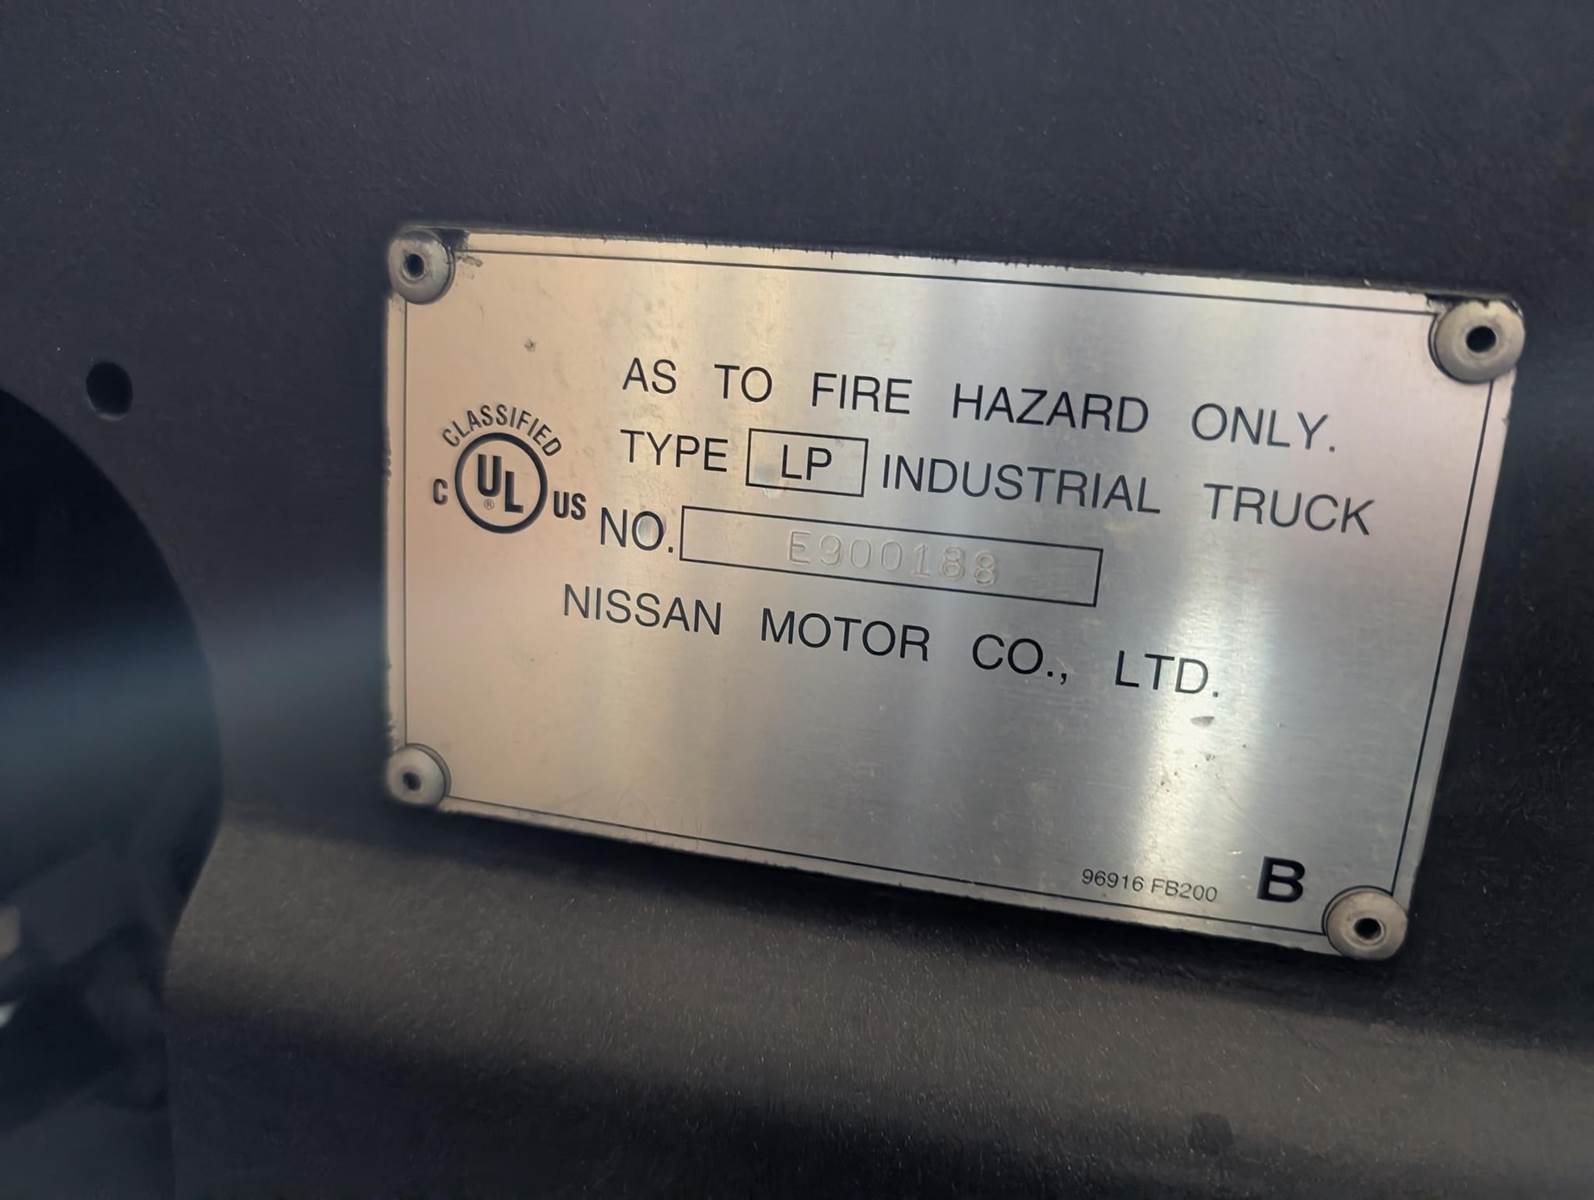 AS TO FIRE HAZARD ONLY.
CLASSIFIED
C UL ® US
TYPE LP INDUSTRIAL TRUCK
NO. E900188
NISSAN MOTOR CO., LTD.
96916 FB200 B